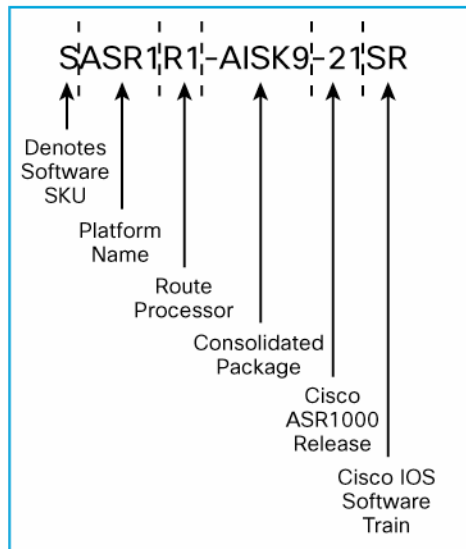 SASR1R1-AISK9-21SR
Denotes
Software
SKU
Platform
Name
Route
Processor
Consolidated
Package
Cisco
ASR1000
Release
Cisco IOS
Software
Train